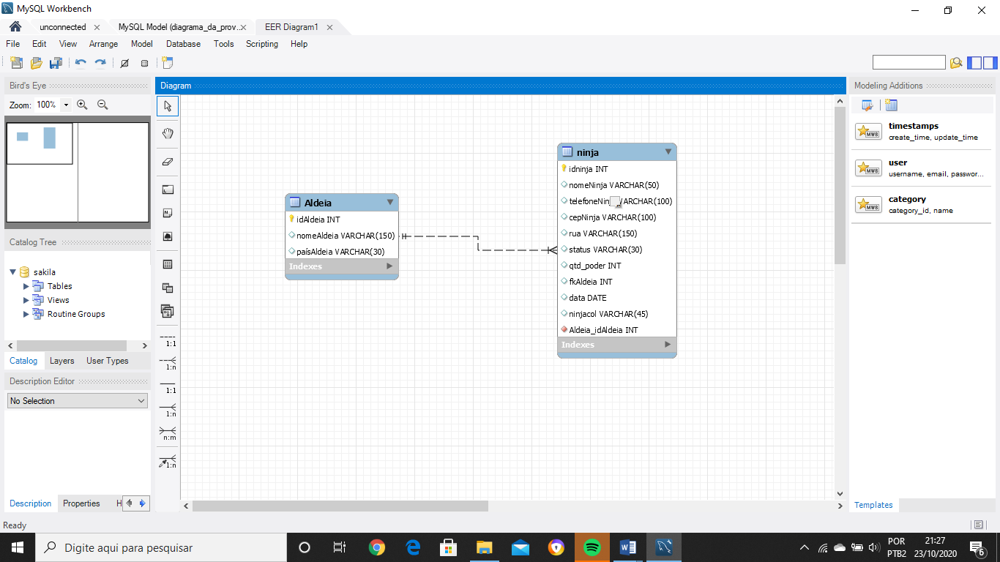 MySQL Workbench
unconnected
MySQL Model (diagrama_da_prov...
EER Diagram1
File Edit View Arrange Model Database Tools Scripting Help
Bird's Eye
Zoom: 100%
Catalog Tree
sakila
Tables
Views
Routine Groups
Catalog Layers User Types
Description Editor
No Selection
Description Properties H
Ready
Diagram
1:1
1:n
1:1
1:n
n:m
1:n
Aldeia
idAldeia INT
nomeAldeia VARCHAR(150)
paísAldeia VARCHAR(30)
Indexes
ninja
idninja INT
nomeNinja VARCHAR(50)
telefoneNin VARCHAR(100)
cepNinja VARCHAR(100)
rua VARCHAR(150)
status VARCHAR(30)
qtd_poder INT
fkAldeia INT
data DATE
ninjacol VARCHAR(45)
Aldeia_idAldeia INT
Indexes
Modeling Additions
MWB
timestamps
create_time, update_time
MWB
user
username, email, passwor...
MWB
category
category_id, name
Templates
Digite aqui para pesquisar
POR
PTB2
21:27
23/10/2020
6